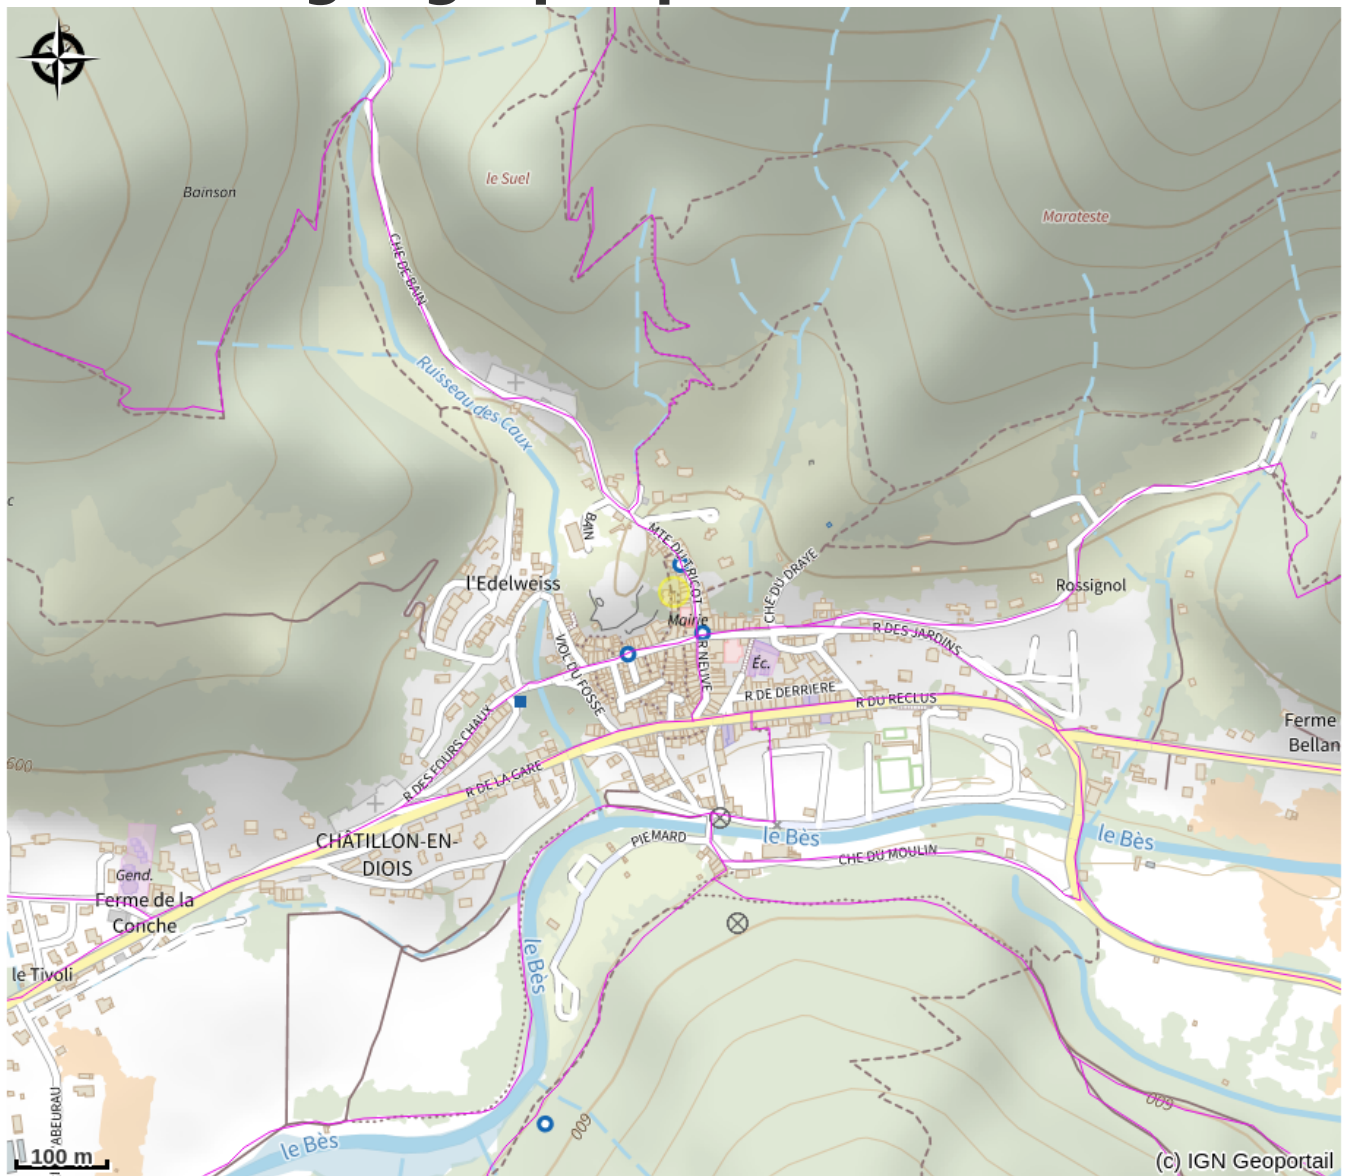 le Suel
Bainson
Marateste
CHE DE BAIN
Ruisseau des Caux
BAIN
MTE DU TRICOT
l'Edelweiss
CHE DU DRAYE
Rossignol
Mairie
R DES JARDINS
VIOL DU FOSSE
R NEUVE
Éc.
R DE DERRIERE
R DU RECLUS
Ferme
Bellan
600
R DES FOURS CHAUX
R DE LA GARE
CHÂTILLON-EN-
DIOIS
PIEMARD
le Bès
le Bès
CHE DU MOULIN
Gend.
Ferme de la
Conche
le Bès
le Tivoli
600
600
ABEURAU
le Bès
100 m
(c) IGN Geoportail